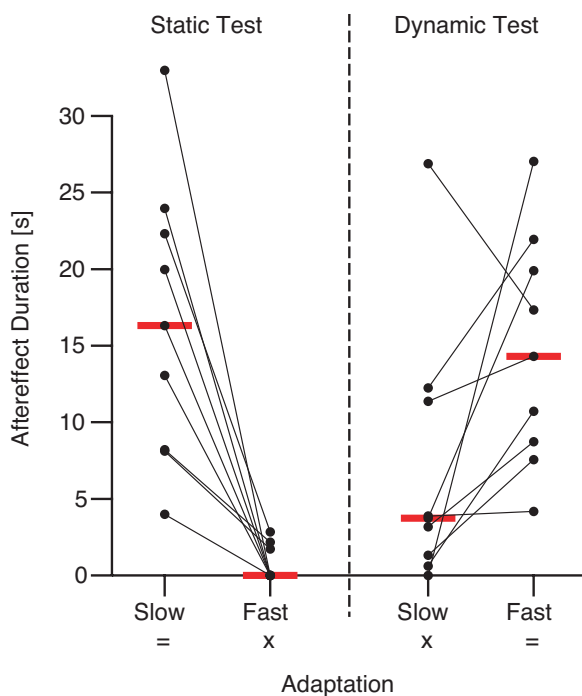 Static Test Dynamic Test
Aftereffect Duration [s]
30
25
20
15
10
5
0
Slow Fast Slow Fast
= x x =
Adaptation